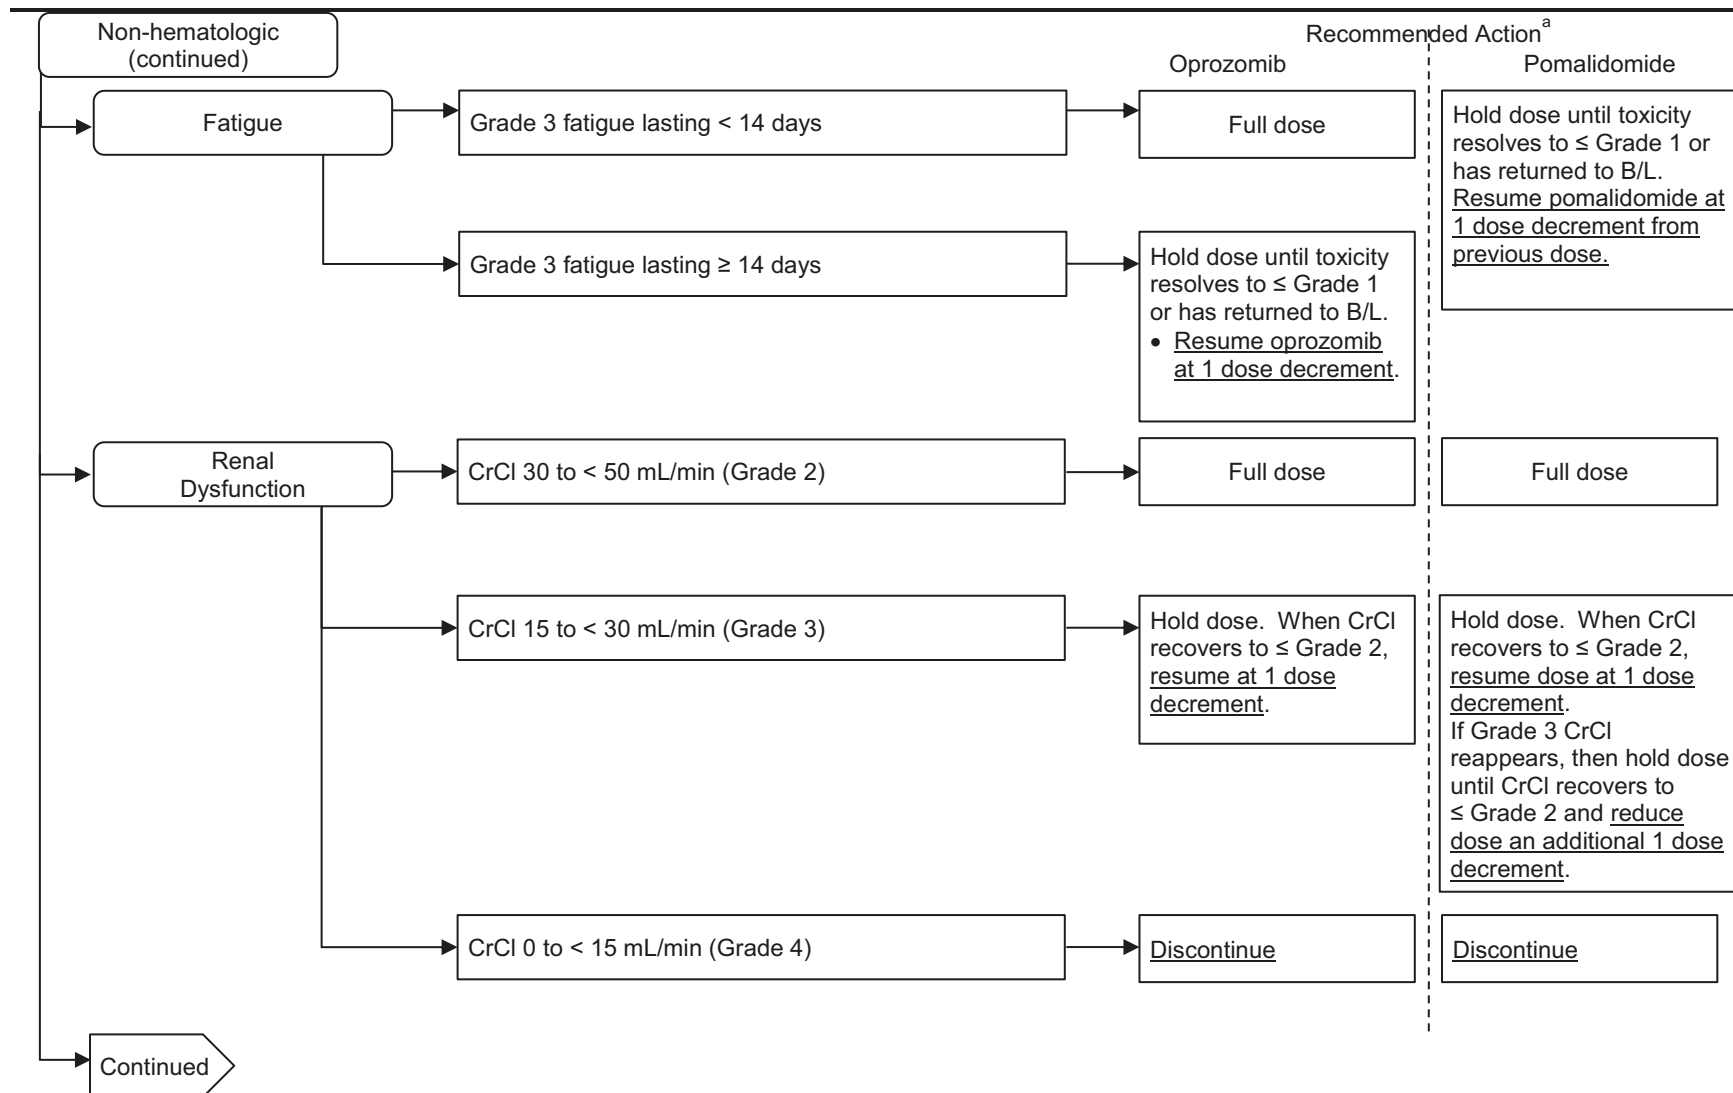 Non-hematologic
(continued)
Recommended Actionᵃ
Oprozomib
Pomalidomide
Fatigue
Grade 3 fatigue lasting < 14 days
Full dose
Hold dose until toxicity
resolves to ≤ Grade 1 or
has returned to B/L.
Resume pomalidomide at
1 dose decrement from
previous dose.
Grade 3 fatigue lasting ≥ 14 days
Hold dose until toxicity
resolves to ≤ Grade 1
or has returned to B/L.
• Resume oprozomib
at 1 dose decrement.
Renal
Dysfunction
CrCl 30 to < 50 mL/min (Grade 2)
Full dose
Full dose
CrCl 15 to < 30 mL/min (Grade 3)
Hold dose.  When CrCl
recovers to ≤ Grade 2,
resume at 1 dose
decrement.
Hold dose.  When CrCl
recovers to ≤ Grade 2,
resume dose at 1 dose
decrement.
If Grade 3 CrCl
reappears, then hold dose
until CrCl recovers to
≤ Grade 2 and reduce
dose an additional 1 dose
decrement.
CrCl 0 to < 15 mL/min (Grade 4)
Discontinue
Discontinue
Continued